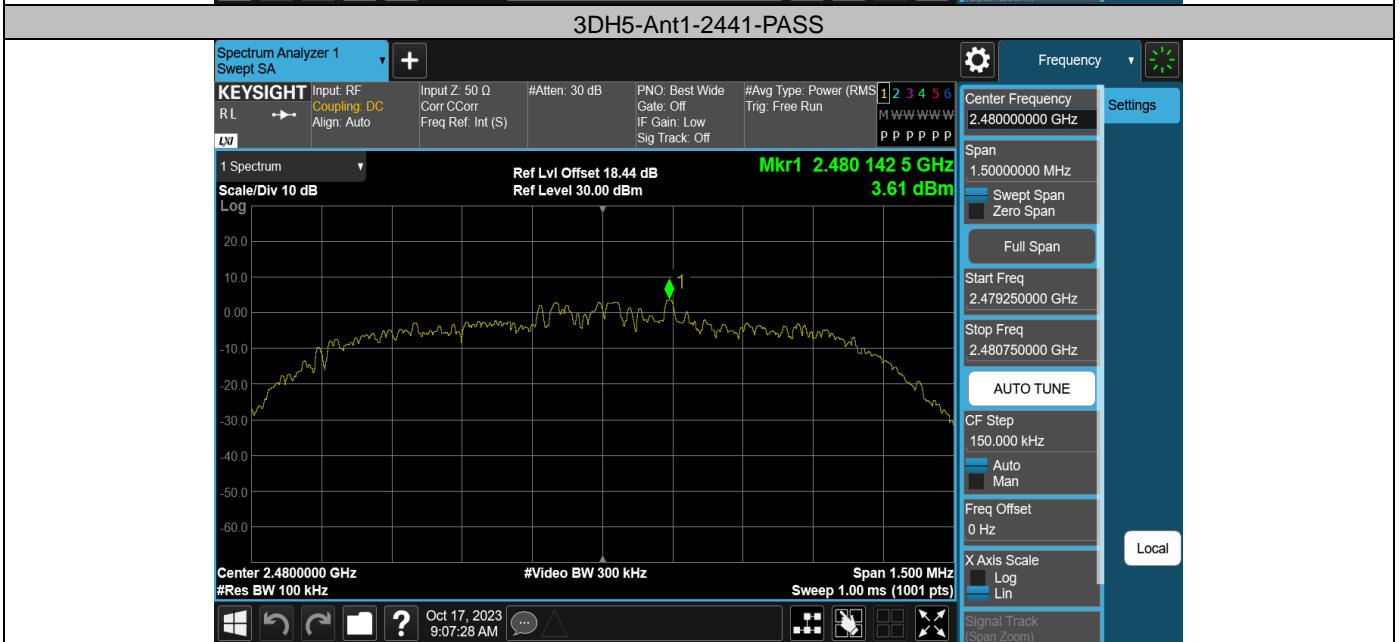 (Span Zoom)
3DH5-Ant1-2441-PASS
Spectrum Analyzer 1
Swept SA
+
Frequency
KEYSIGHT
RL
LXI
Input: RF
Coupling: DC
Align: Auto
Input Z: 50 Ω
Corr CCorr
Freq Ref: Int (S)
#Atten: 30 dB
PNO: Best Wide
Gate: Off
IF Gain: Low
Sig Track: Off
#Avg Type: Power (RMS
Trig: Free Run
1 2 3 4 5 6
M W W W W W
P P P P P P
1 Spectrum
Scale/Div 10 dB
Log
Ref Lvl Offset 18.44 dB
Ref Level 30.00 dBm
Mkr1 2.480 142 5 GHz
3.61 dBm
20.0
10.0
0.00
-10.0
-20.0
-30.0
-40.0
-50.0
-60.0
1
Center 2.4800000 GHz
#Res BW 100 kHz
#Video BW 300 kHz
Span 1.500 MHz
Sweep 1.00 ms (1001 pts)
?
Oct 17, 2023
9:07:28 AM
Center Frequency
2.480000000 GHz
Settings
Span
1.50000000 MHz
Swept Span
Zero Span
Full Span
Start Freq
2.479250000 GHz
Stop Freq
2.480750000 GHz
AUTO TUNE
CF Step
150.000 kHz
Auto
Man
Freq Offset
0 Hz
X Axis Scale
Log
Lin
Local
Signal Track
(Span Zoom)